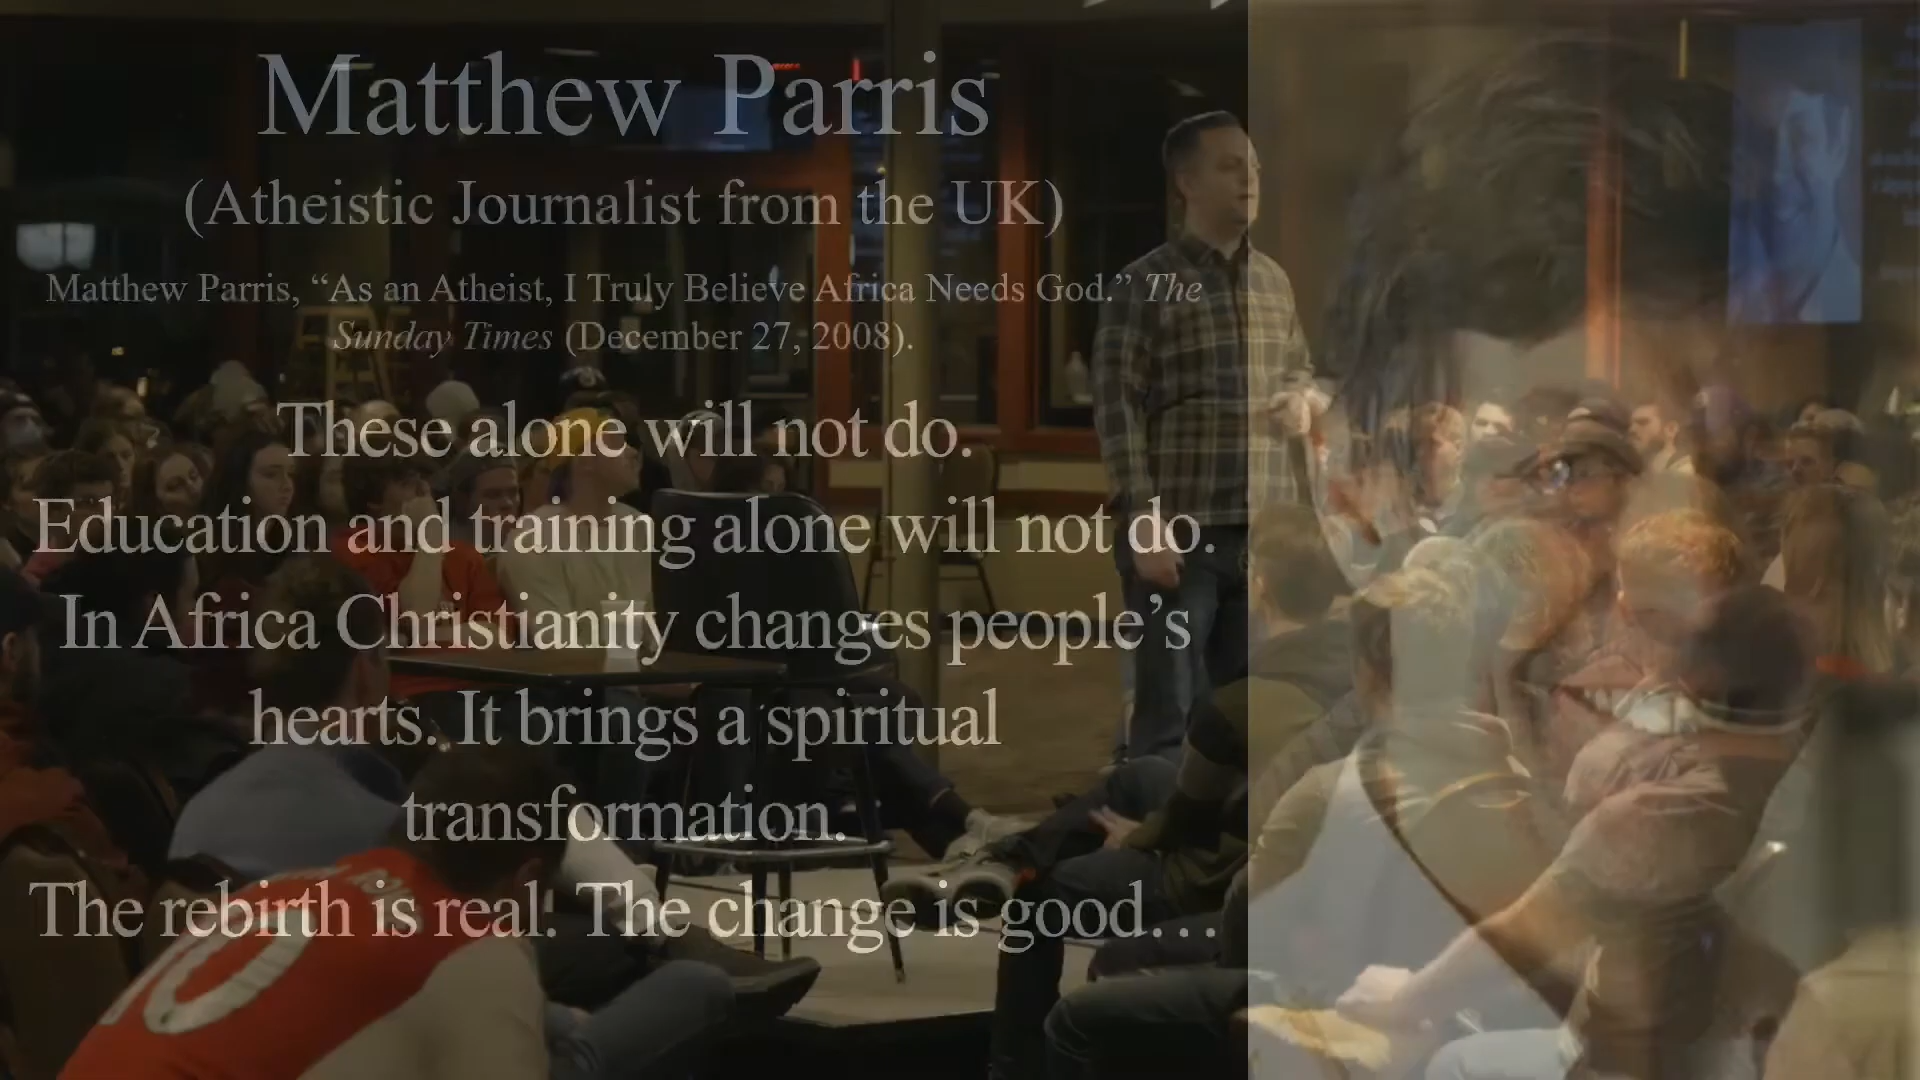 Matthew Parris
(Atheistic Journalist from the UK)
Matthew Parris, “As an Atheist, I Truly Believe Africa Needs God.” The
Sunday Times (December 27, 2008).
These alone will not do.
Education and training alone will not do.
In Africa Christianity changes people’s
hearts. It brings a spiritual
transformation.
The rebirth is real. The change is good…
10